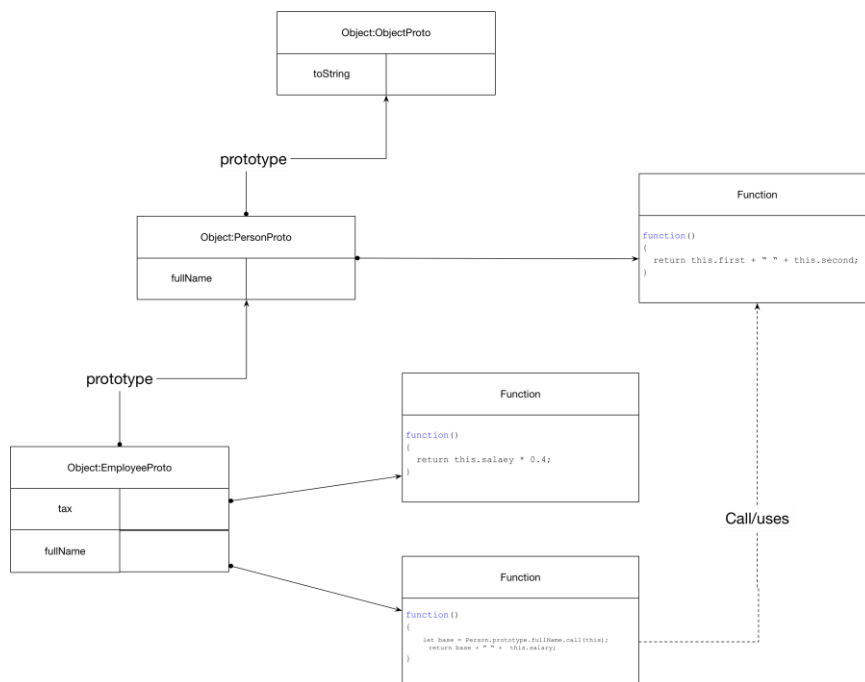 Object:ObjectProto
toString
prototype
Object:PersonProto
fullName
Function
function()
{
return this.first + " " + this.second;
}
prototype
Object:EmployeeProto
tax
fullName
Function
function()
{
return this.salaey * 0.4;
}
Call/uses
Function
function()
{
let base = Person.prototype.fullName.call(this);
return base + " " + this.salary;
}